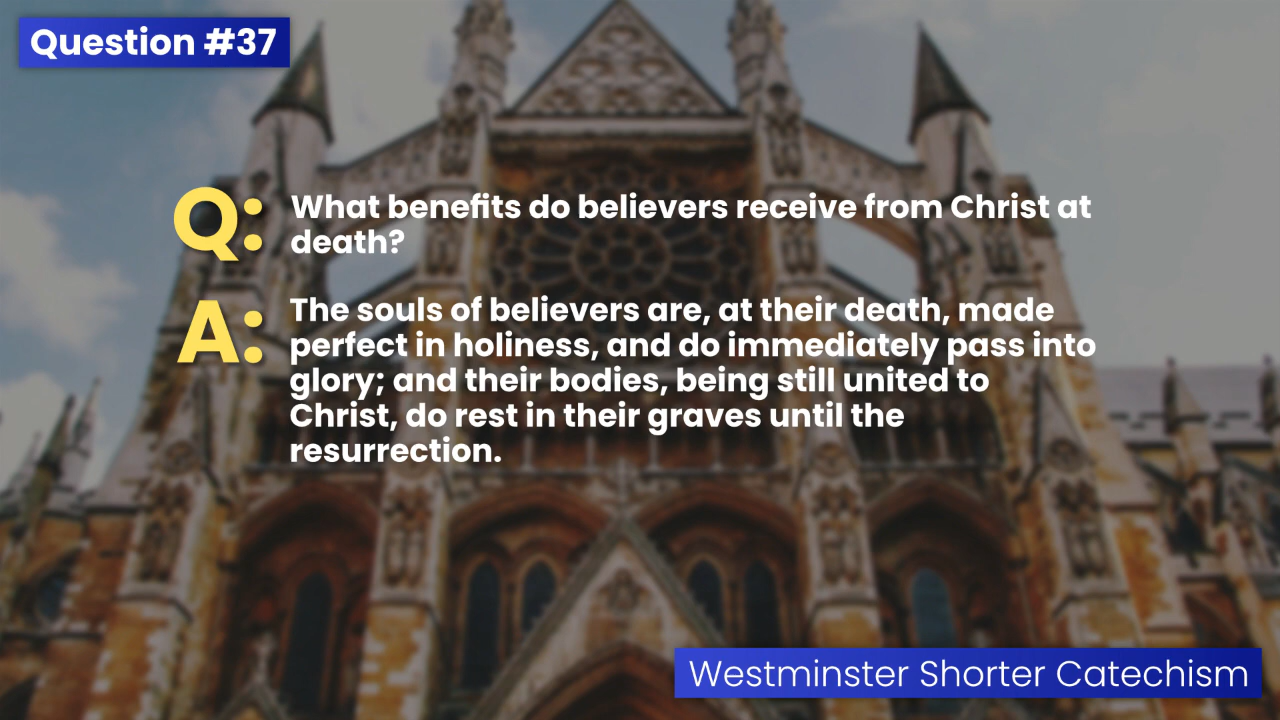 Question #37
Q: What benefits do believers receive from Christ at
death?
A: The souls of believers are, at their death, made
perfect in holiness, and do immediately pass into
glory; and their bodies, being still united to
Christ, do rest in their graves until the
resurrection.
Westminster Shorter Catechism